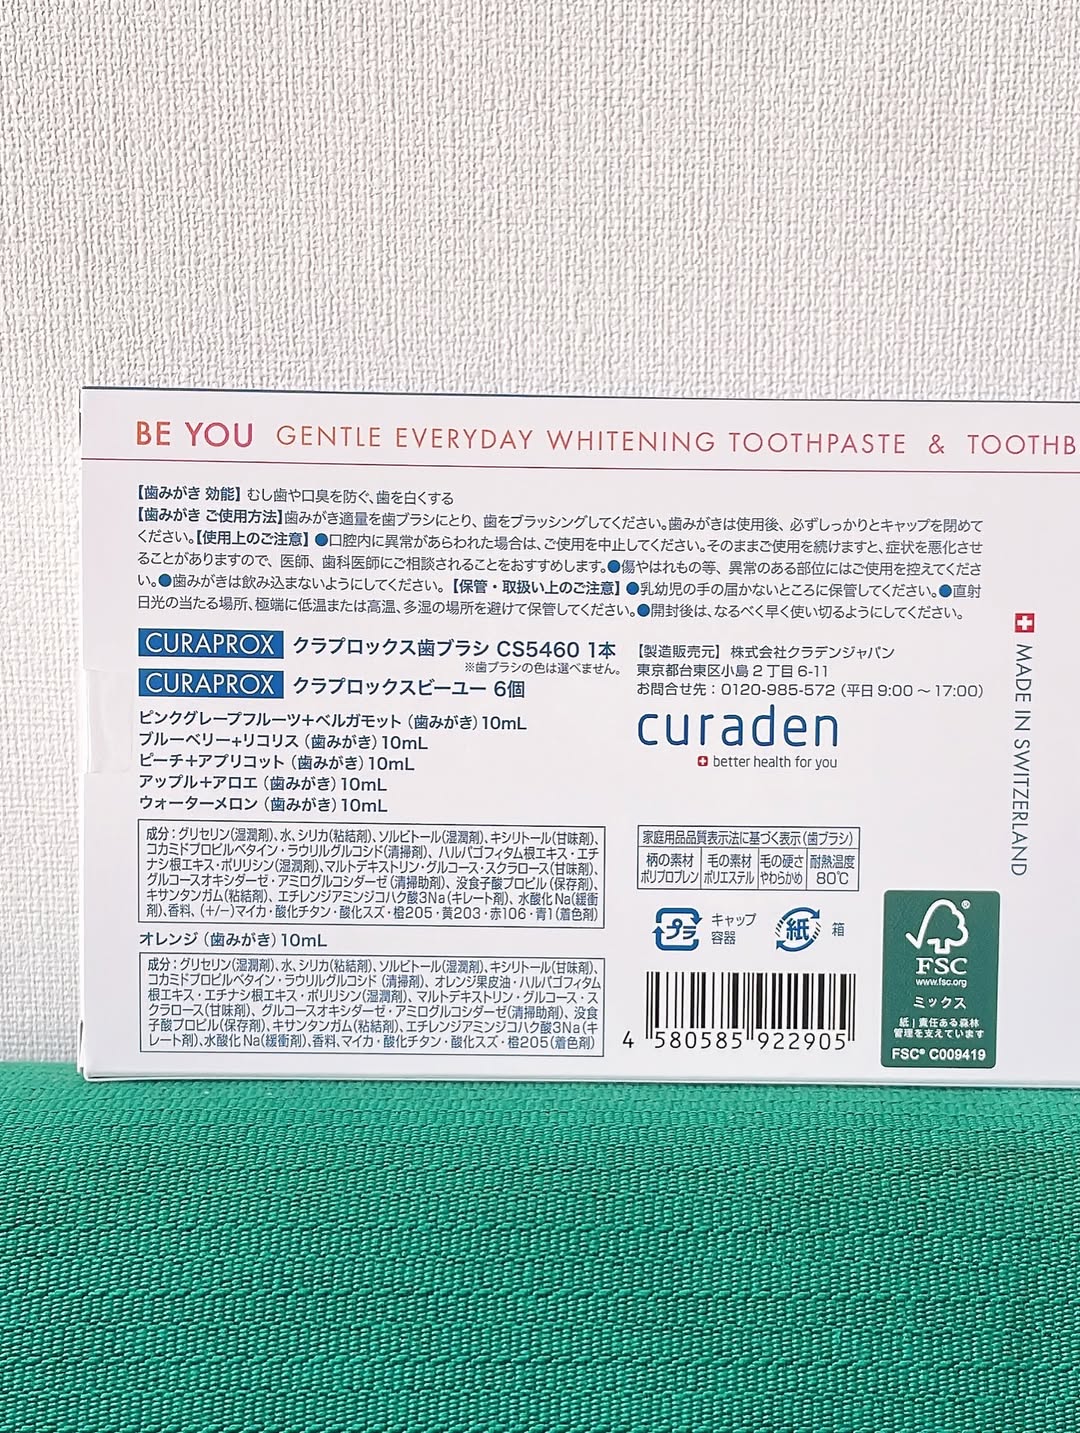 BE YOU GENTLE EVERYDAY WHITENING TOOTHPASTE & TOOTHB
【歯みがき 効能】 むし歯や口臭を防ぐ、歯を白くする
【歯みがき ご使用方法】歯みがき適量を歯ブラシにとり、歯をブラッシングしてください。歯みがきは使用後、必ずしっかりとキャップを閉めて
ください。【使用上のご注意】●口腔内に異常があらわれた場合は、ご使用を中止してください。そのままご使用を続けますと、症状を悪化させ
ることがありますので、医師、歯科医師にご相談されることをおすすめします。●傷やはれもの等、異常のある部位にはご使用を控えてくださ
い。●歯みがきは飲み込まないようにしてください。【保管・取扱い上のご注意】●乳幼児の手の届かないところに保管してください。●直射
日光の当たる場所、極端に低温または高温、多湿の場所を避けて保管してください。●開封後は、なるべく早く使い切るようにしてください。
CURAPROX クラプロックス歯ブラシ CS5460 1本
※歯ブラシの色は選べません。
CURAPROX クラプロックスビーユー 6個
ピンクグレープフルーツ+ベルガモット（歯みがき）10mL
ブルーベリー+リコリス（歯みがき）10mL
ピーチ+アプリコット（歯みがき）10mL
アップル+アロエ（歯みがき）10mL
ウォーターメロン（歯みがき）10mL
成分：グリセリン(湿潤剤)、水、シリカ(粘結剤)、ソルビトール(湿潤剤)、キシリトール(甘味剤)、
コカミドプロピルベタイン・ラウリルグルコシド(清掃剤)、ハルパゴフィタム根エキス・エチ
ナシ根エキス・ポリリシン(湿潤剤)、マルトデキストリン・グルコース・スクラロース(甘味剤)、
グルコースオキシダーゼ・アミログルコシダーゼ(清掃助剤)、没食子酸プロピル(保存剤)、
キサンタンガム(粘結剤)、エチレンジアミンジコハク酸3Na(キレート剤)、水酸化Na(緩衝
剤)、香料、(+/−)マイカ・酸化チタン・酸化スズ・橙205・黄203・赤106・青1(着色剤)
オレンジ（歯みがき）10mL
成分：グリセリン(湿潤剤)、水、シリカ(粘結剤)、ソルビトール(湿潤剤)、キシリトール(甘味剤)、
コカミドプロピルベタイン・ラウリルグルコシド(清掃剤)、オレンジ果皮油・ハルパゴフィタム
根エキス・エチナシ根エキス・ポリリシン(湿潤剤)、マルトデキストリン・グルコース・ス
クラロース(甘味剤)、グルコースオキシダーゼ・アミログルコシダーゼ(清掃助剤)、没食
子酸プロピル(保存剤)、キサンタンガム(粘結剤)、エチレンジアミンジコハク酸3Na(キ
レート剤)、水酸化Na(緩衝剤)、香料、マイカ・酸化チタン・酸化スズ・橙205(着色剤)
【製造販売元】 株式会社クラデンジャパン
東京都台東区小島2丁目6-11
お問合せ先：0120-985-572（平日9:00～17:00）
curaden
better health for you
家庭用品品質表示法に基づく表示(歯ブラシ)
柄の素材 毛の素材 毛の硬さ 耐熱温度
ポリプロプレン ポリエステル やわらかめ 80℃
プラ キャップ
容器
紙 箱
4 580585 922905
MADE IN SWITZERLAND
®
FSC
www.fsc.org
ミックス
紙｜責任ある森林
管理を支えています
FSC® C009419